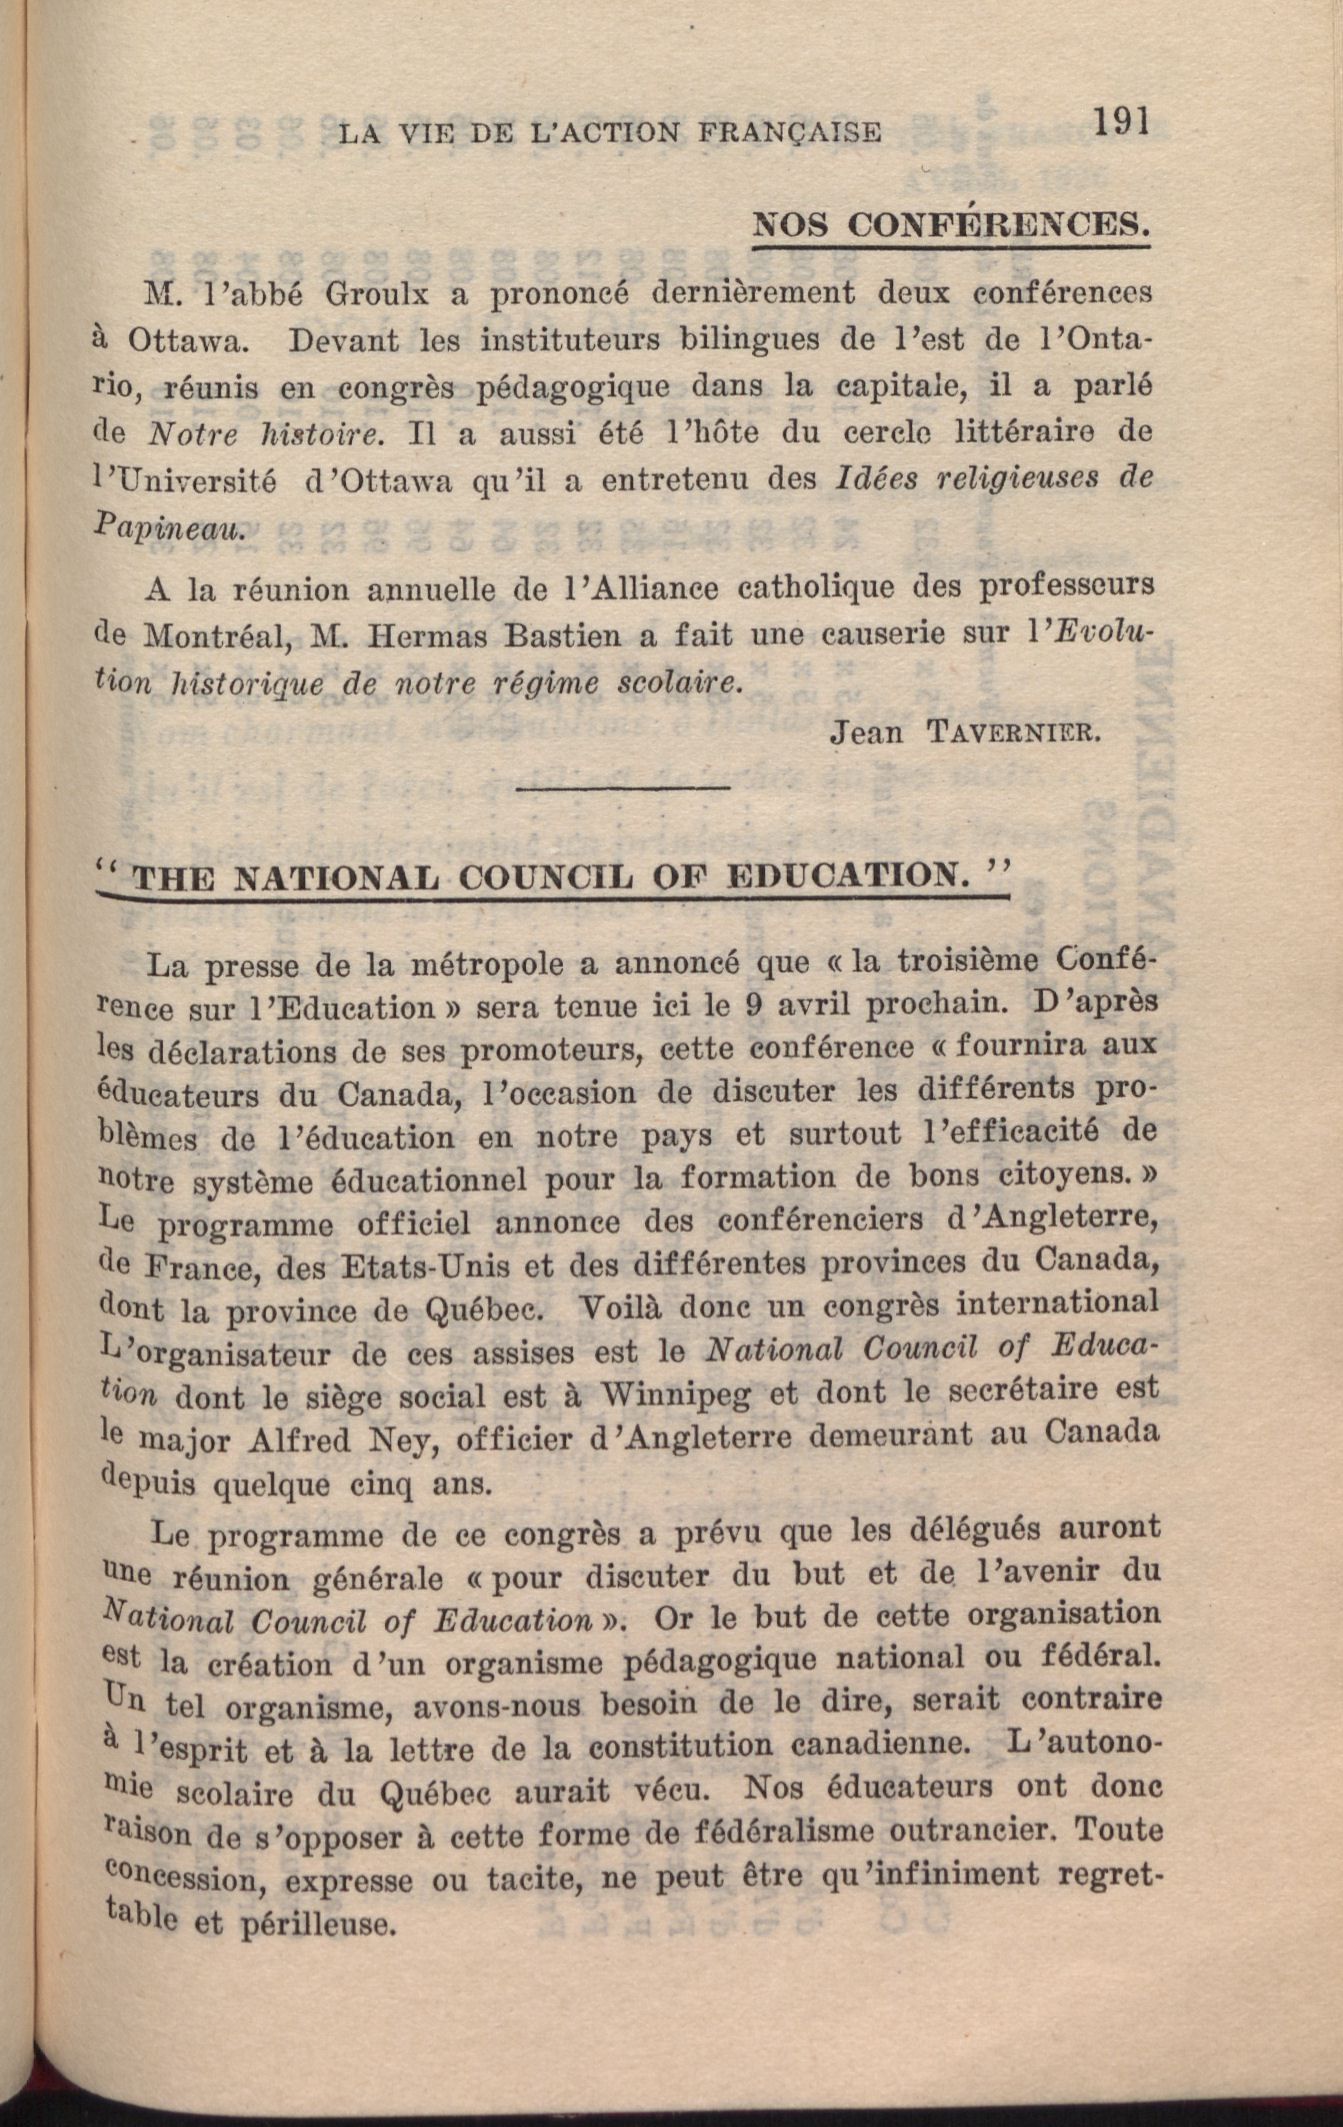 LA VIE DE L'ACTION FRANÇAISE 191
NOS CONFÉRENCES.
M. l'abbé Groulx a prononcé dernièrement deux conférences
à Ottawa. Devant les instituteurs bilingues de l'est de l'Onta-
rio, réunis en congrès pédagogique dans la capitale, il a parlé
de Notre histoire. Il a aussi été l'hôte du cercle littéraire de
l'Université d'Ottawa qu'il a entretenu des Idées religieuses de
Papineau.
A la réunion annuelle de l'Alliance catholique des professeurs
de Montréal, M. Hermas Bastien a fait une causerie sur l'Evolu-
tion historique de notre régime scolaire.
Jean TAVERNIER.
" THE NATIONAL COUNCIL OF EDUCATION. "
La presse de la métropole a annoncé que « la troisième Confé-
rence sur l'Education » sera tenue ici le 9 avril prochain. D'après
les déclarations de ses promoteurs, cette conférence « fournira aux
éducateurs du Canada, l'occasion de discuter les différents pro-
blèmes de l'éducation en notre pays et surtout l'efficacité de
notre système éducationnel pour la formation de bons citoyens. »
Le programme officiel annonce des conférenciers d'Angleterre,
de France, des Etats-Unis et des différentes provinces du Canada,
dont la province de Québec. Voilà donc un congrès international
L'organisateur de ces assises est le National Council of Educa-
tion dont le siège social est à Winnipeg et dont le secrétaire est
le major Alfred Ney, officier d'Angleterre demeurant au Canada
depuis quelque cinq ans.
Le programme de ce congrès a prévu que les délégués auront
une réunion générale « pour discuter du but et de l'avenir du
National Council of Education ». Or le but de cette organisation
est la création d'un organisme pédagogique national ou fédéral.
Un tel organisme, avons-nous besoin de le dire, serait contraire
à l'esprit et à la lettre de la constitution canadienne. L'autono-
mie scolaire du Québec aurait vécu. Nos éducateurs ont donc
raison de s'opposer à cette forme de fédéralisme outrancier. Toute
concession, expresse ou tacite, ne peut être qu'infiniment regret-
table et périlleuse.